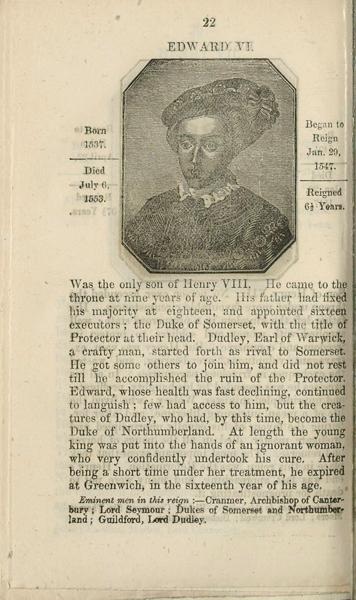 22
EDWARD VI.
Born
1537.
Died
July 6,
1553.
Began to
Reign
Jan. 29,
1547.
Reigned
6½ Years.
Was the only son of Henry VIII. He came to the
throne at nine years of age. His father had fixed
his majority at eighteen, and appointed sixteen
executors; the Duke of Somerset, with the title of
Protector at their head. Dudley, Earl of Warwick,
a crafty man, started forth as rival to Somerset.
He got some others to join him, and did not rest
till he accomplished the ruin of the Protector.
Edward, whose health was fast declining, continued
to languish; few had access to him, but the crea-
tures of Dudley, who had, by this time, become the
Duke of Northumberland. At length the young
king was put into the hands of an ignorant woman,
who very confidently undertook his cure. After
being a short time under her treatment, he expired
at Greenwich, in the sixteenth year of his age.
Eminent men in this reign:—Cranmer, Archbishop of Canter-
bury; Lord Seymour; Dukes of Somerset and Northumber-
land; Guildford, Lord Dudley.